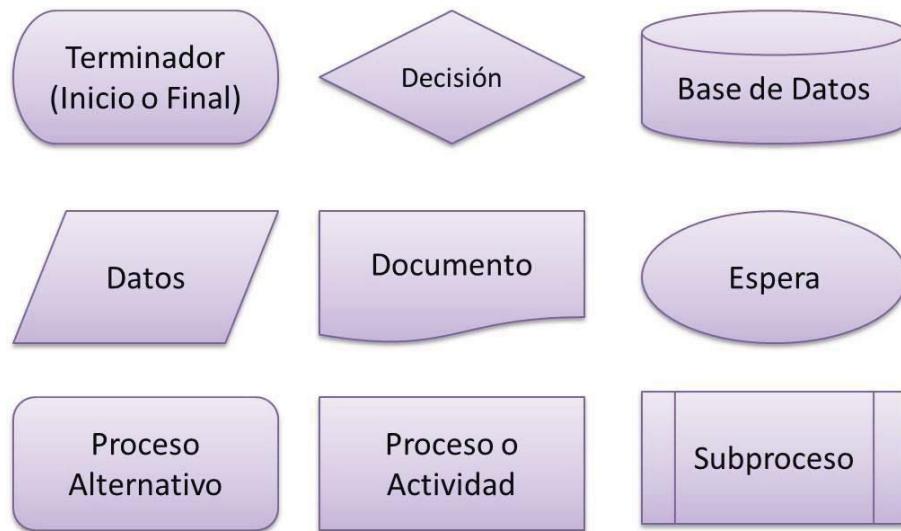 Terminador
(Inicio o Final)
Decisión
Base de Datos
Datos
Documento
Espera
Proceso
Alternativo
Proceso o
Actividad
Subproceso